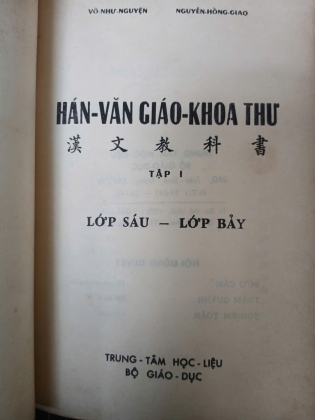 VÕ-NHƯ-NGUYỆN NGUYỄN-HỒNG-GIAO
HÁN-VĂN GIÁO-KHOA THƯ
漢文教科書
TẬP I
LỚP SÁU – LỚP BẢY
TRUNG-TÂM HỌC-LIỆU
BỘ GIÁO-DỤC